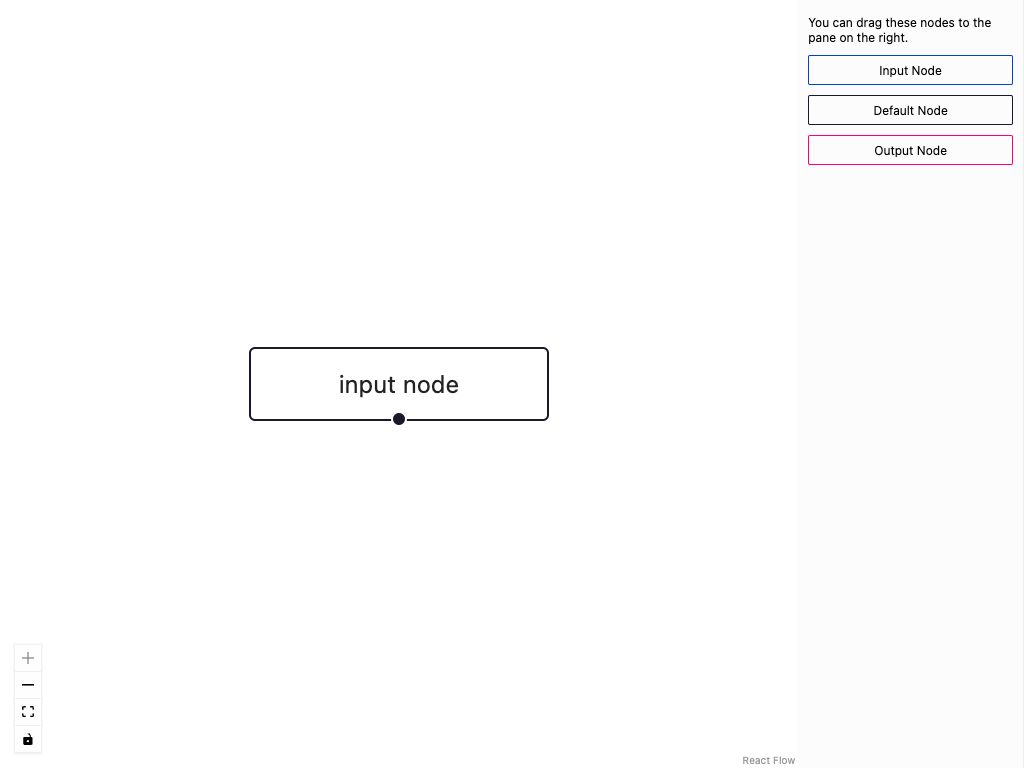 You can drag these nodes to the
pane on the right.
Input Node
Default Node
Output Node
input node
React Flow